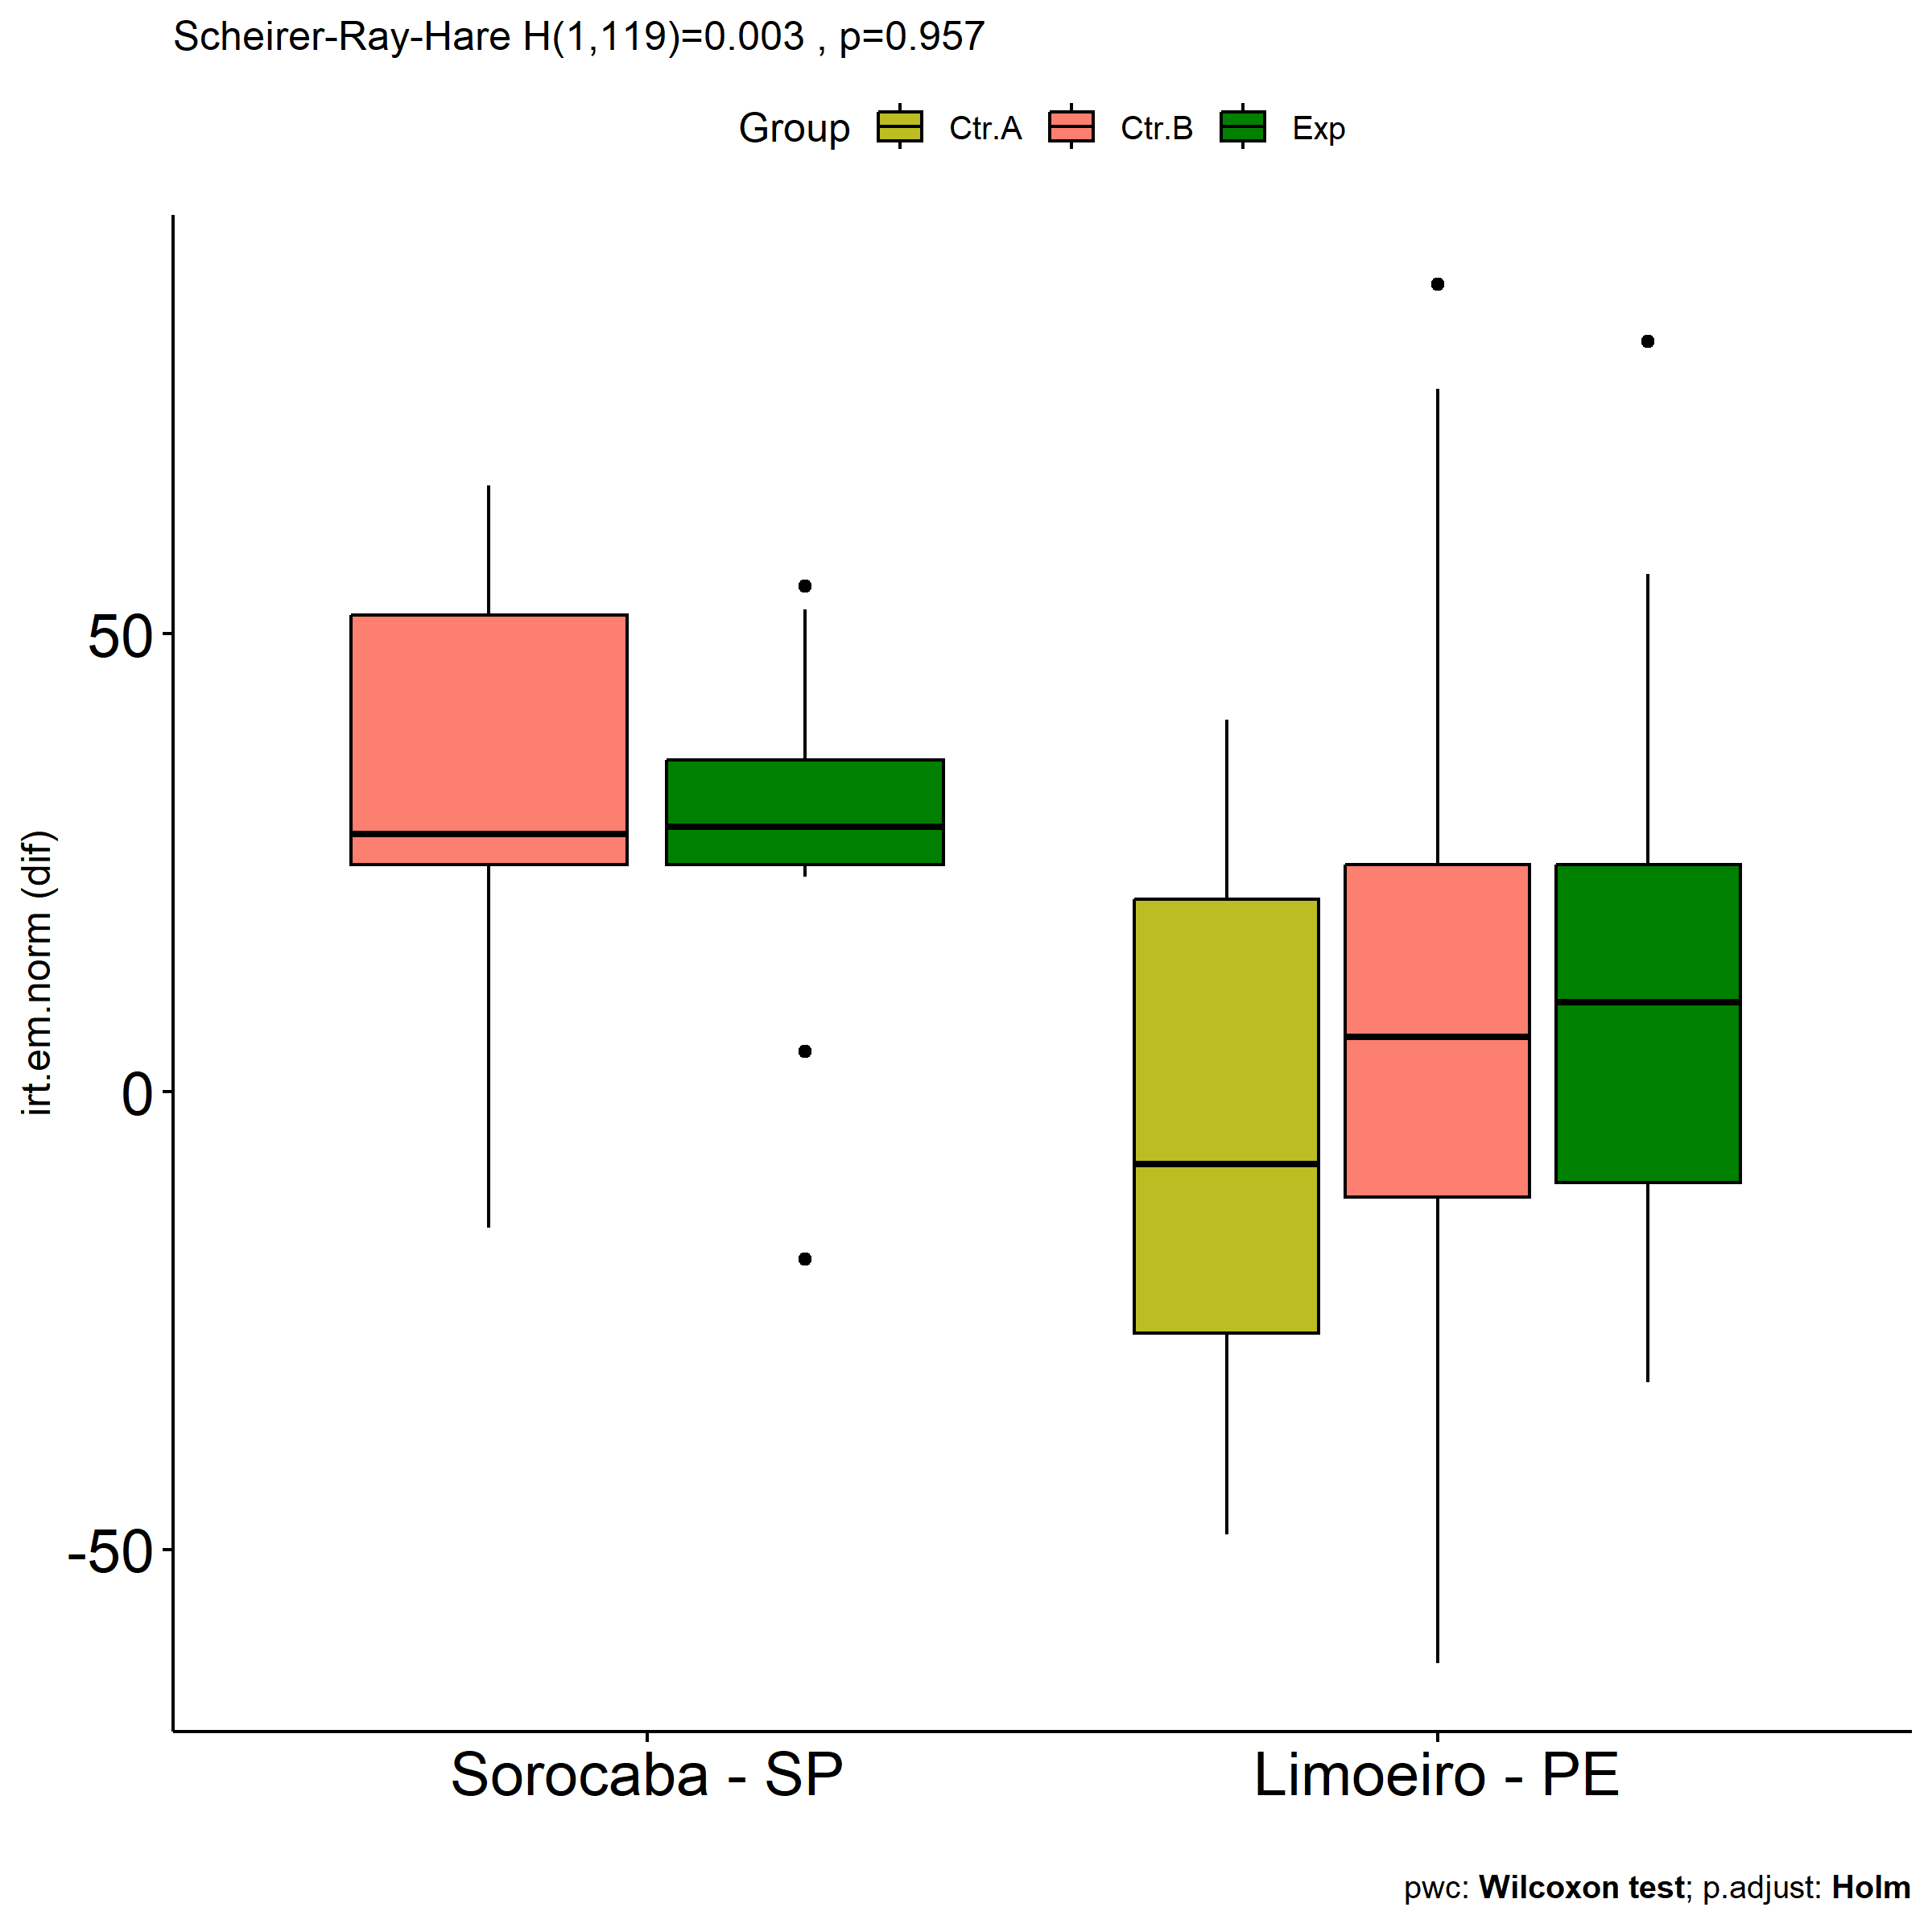 Scheirer-Ray-Hare H(1,119)=0.003 , p=0.957
Group Ctr.A Ctr.B Exp
irt.em.norm (dif)
50
0
-50
Sorocaba - SP Limoeiro - PE
pwc: Wilcoxon test; p.adjust: Holm